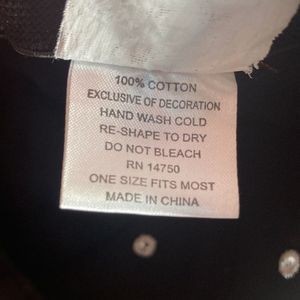 100% COTTON
EXCLUSIVE OF DECORATION
HAND WASH COLD
RE-SHAPE TO DRY
DO NOT BLEACH
RN 14750
ONE SIZE FITS MOST
MADE IN CHINA